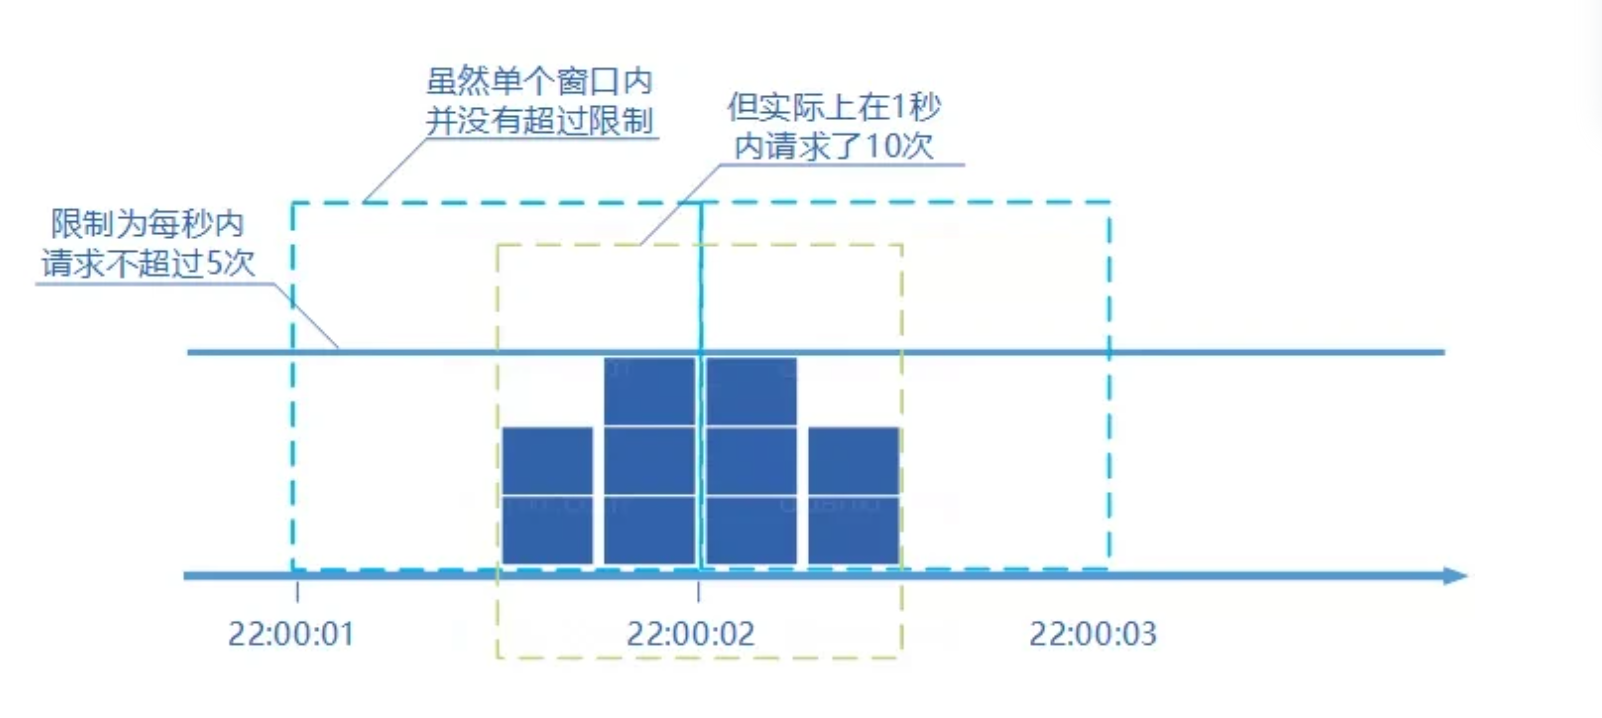 虽然单个窗口内
并没有超过限制
但实际上在1秒
内请求了10次
限制为每秒内
请求不超过5次
22:00:01
22:00:02
22:00:03